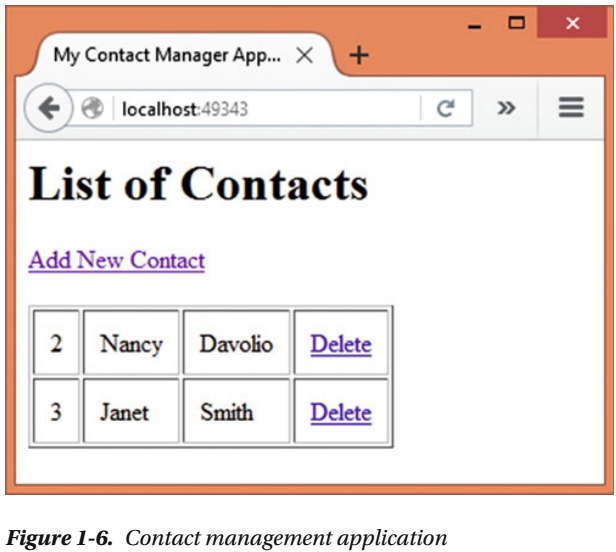 My Contact Manager App...
localhost:49343
List of Contacts
Add New Contact
2 Nancy Davolio Delete
3 Janet Smith Delete
Figure 1-6. Contact management application